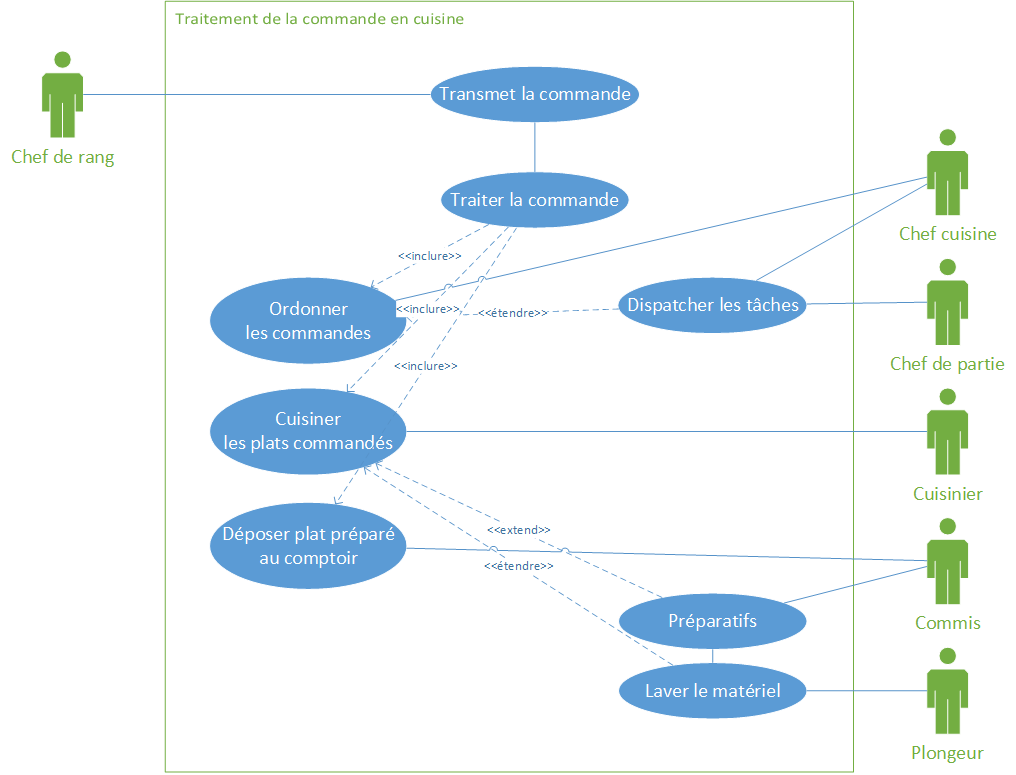 Traitement de la commande en cuisine
Transmet la commande
Chef de rang
Traiter la commande
Chef cuisine
<<inclure>>
Ordonner
les commandes
<<inclure>>
<<étendre>>
Dispatcher les tâches
Chef de partie
<<inclure>>
Cuisiner
les plats commandés
Cuisinier
Déposer plat préparé
au comptoir
<<extend>>
<<étendre>>
Préparatifs
Commis
Laver le matériel
Plongeur